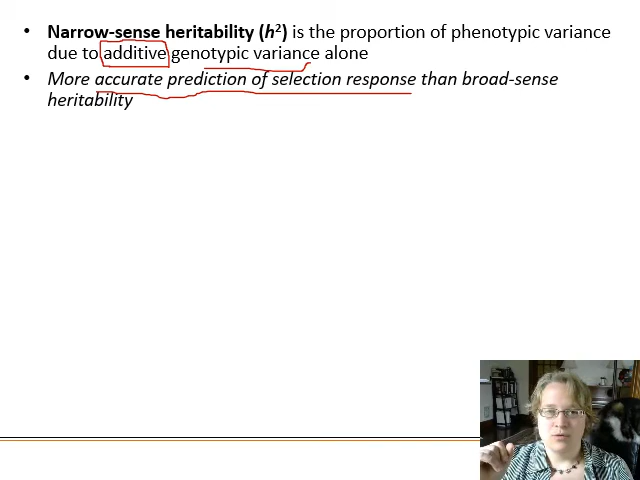 • Narrow-sense heritability (h²) is the proportion of phenotypic variance
due to additive genotypic variance alone
• More accurate prediction of selection response than broad-sense
heritability